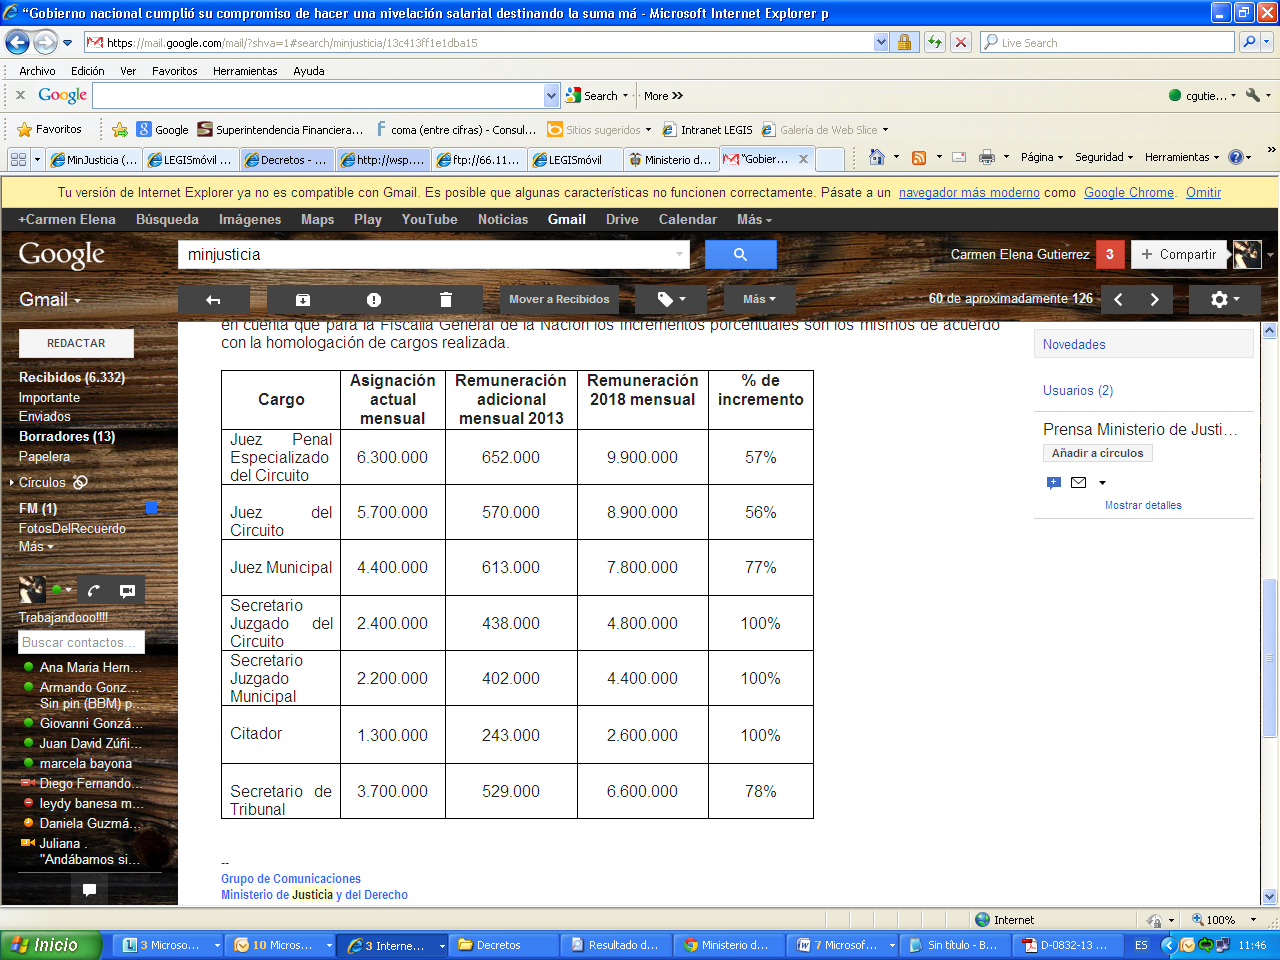 “Gobierno nacional cumplió su compromiso de hacer una nivelación salarial destinando la suma má - Microsoft Internet Explorer p
https://mail.google.com/mail/?shva=1#search/minjusticia/13c413ff1e1dba15
Live Search
Archivo Edición Ver Favoritos Herramientas Ayuda
Google Search More »
cgutie...
Favoritos Google Superintendencia Financiera... coma (entre cifras) - Consul... Sitios sugeridos Intranet LEGIS Galería de Web Slice
MinJusticia (... LEGISmóvil ... Decretos - ... http://wsp.... ftp://66.11... LEGISmóvil Ministerio d... “Gobier... Página Seguridad Herramientas
Tu versión de Internet Explorer ya no es compatible con Gmail. Es posible que algunas características no funcionen correctamente. Pásate a un navegador más moderno como Google Chrome. Omitir
+Carmen Elena Búsqueda Imágenes Maps Play YouTube Noticias Gmail Drive Calendar Más
Google minjusticia Carmen Elena Gutierrez 3 + Compartir
Gmail Mover a Recibidos Más 60 de aproximadamente 126
REDACTAR
Recibidos (6.332)
Importante
Enviados
Borradores (13)
Papelera
Círculos
FM (1)
FotosDelRecuerdo
Más
Trabajandooo!!!!
Buscar contactos...
Ana Maria Hern...
Armando Gonz...
Sin pin (BBM) p...
Giovanni Gonzá...
Juan David Zúñi...
marcela bayona
Diego Fernando...
leydy banesa m...
Daniela Guzmá...
Juliana .
"Andábamos si...
en cuenta que para la Fiscalía General de la Nación los incrementos porcentuales son los mismos de acuerdo
con la homologación de cargos realizada.
Cargo Asignación actual mensual Remuneración adicional mensual 2013 Remuneración 2018 mensual % de incremento
Juez Penal Especializado del Circuito 6.300.000 652.000 9.900.000 57%
Juez del Circuito 5.700.000 570.000 8.900.000 56%
Juez Municipal 4.400.000 613.000 7.800.000 77%
Secretario Juzgado del Circuito 2.400.000 438.000 4.800.000 100%
Secretario Juzgado Municipal 2.200.000 402.000 4.400.000 100%
Citador 1.300.000 243.000 2.600.000 100%
Secretario de Tribunal 3.700.000 529.000 6.600.000 78%
--
Grupo de Comunicaciones
Ministerio de Justicia y del Derecho
Novedades
Usuarios (2)
Prensa Ministerio de Justi...
Añadir a círculos
Mostrar detalles
Internet 100%
Inicio 3 Microso... 10 Micros... 3 Interne... Decretos Resultado d... Ministerio d... 7 Microsof... Sin título - B... D-0832-13 ... ES 11:46